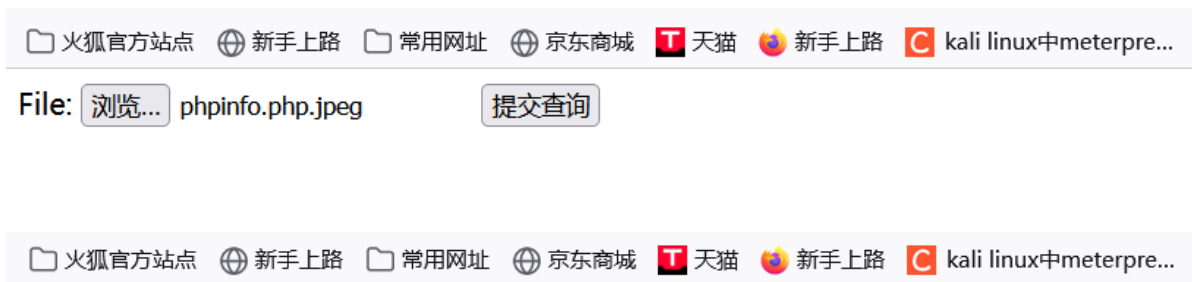 火狐官方站点 新手上路 常用网址 京东商城 天猫 新手上路 kali linux中meterpre...
File: 浏览... phpinfo.php.jpeg 提交查询
火狐官方站点 新手上路 常用网址 京东商城 天猫 新手上路 kali linux中meterpre...